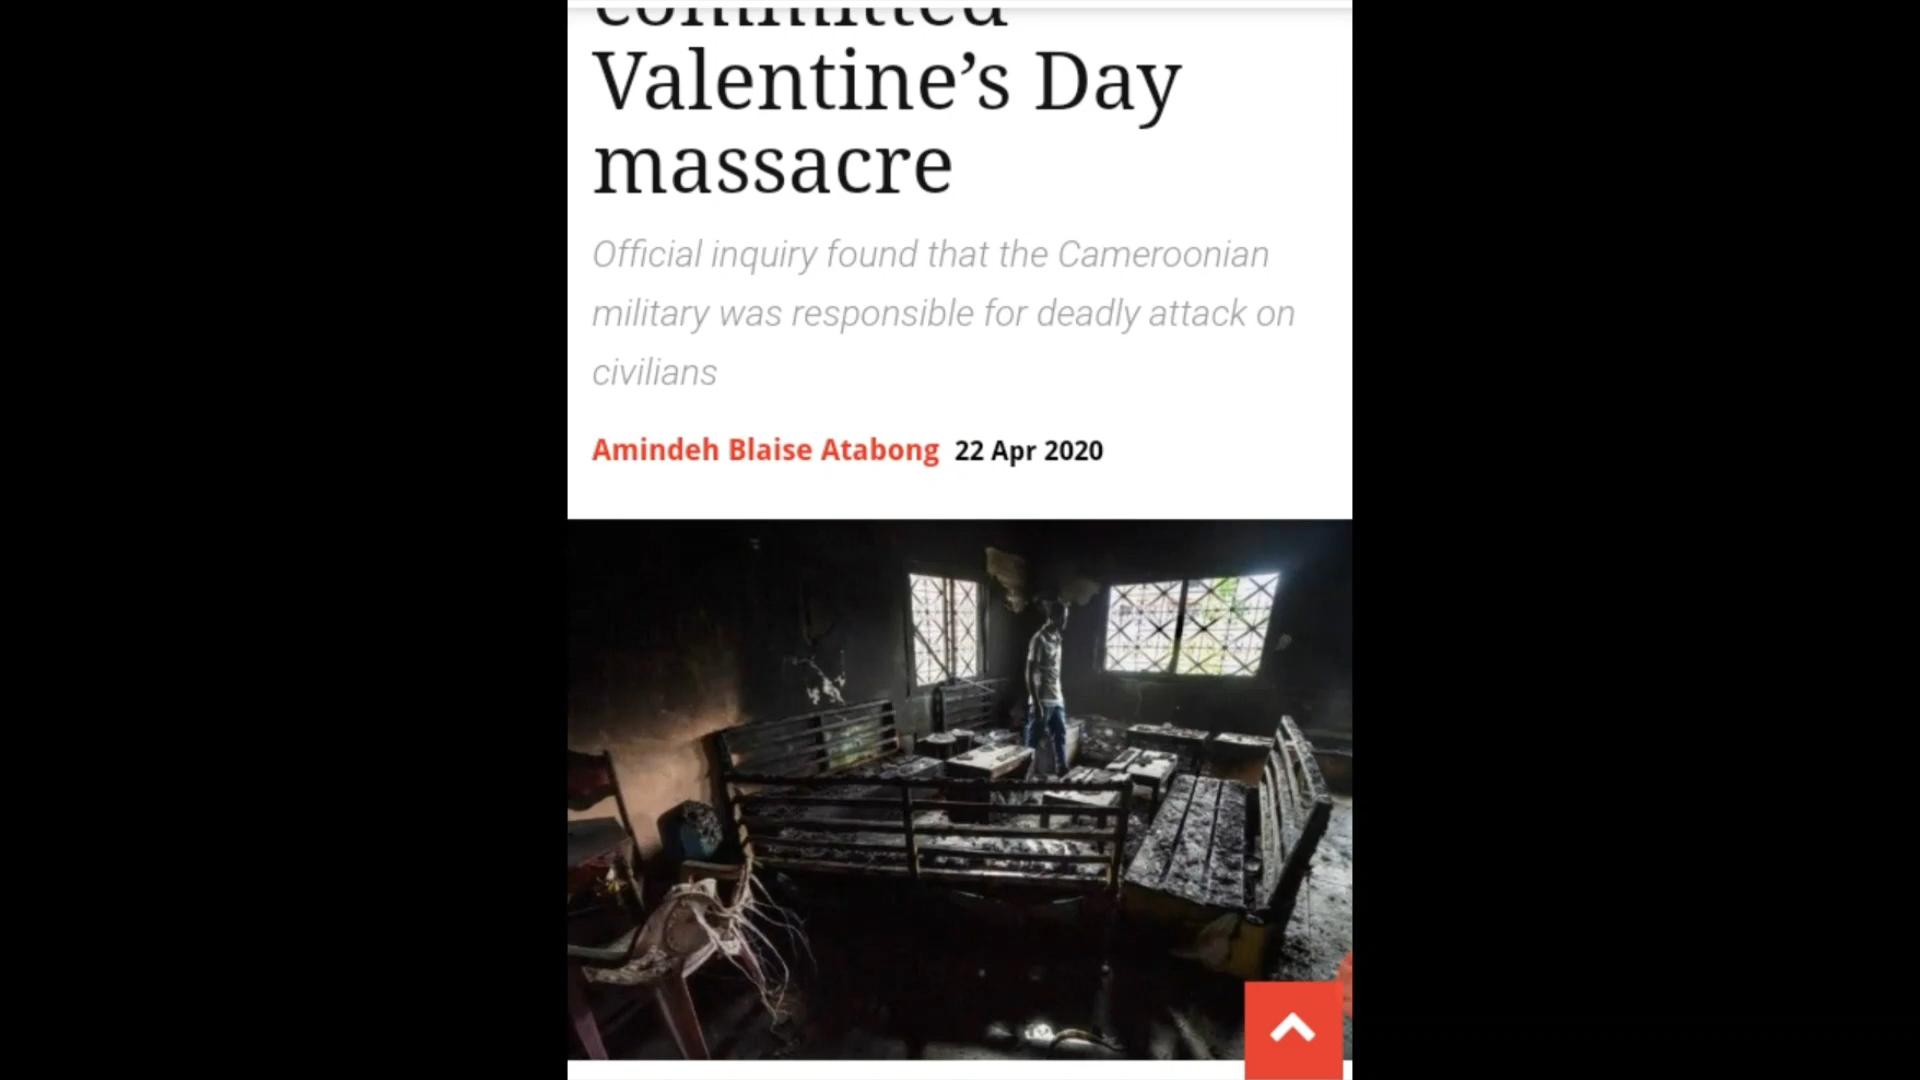 committed
Valentine’s Day
massacre
Official inquiry found that the Cameroonian
military was responsible for deadly attack on
civilians
Amindeh Blaise Atabong 22 Apr 2020